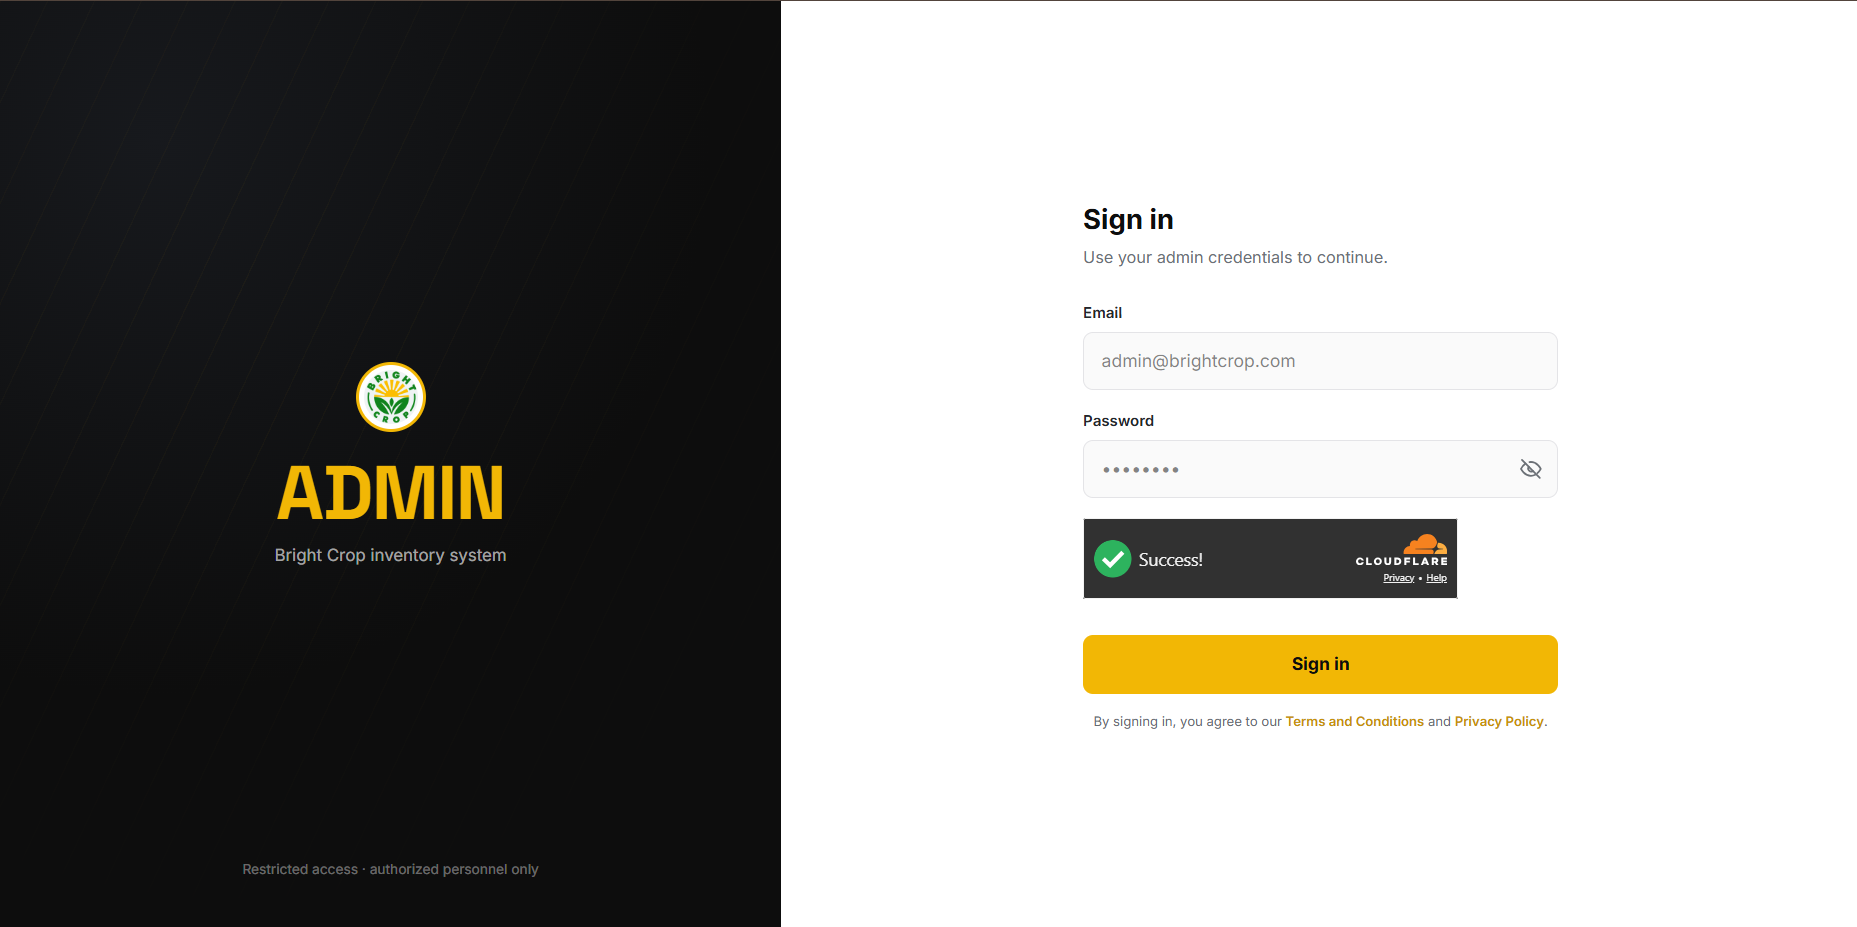 BRIGHT
CROP
ADMIN
Bright Crop inventory system
Restricted access · authorized personnel only
Sign in
Use your admin credentials to continue.
Email
admin@brightcrop.com
Password
Success!
CLOUDFLARE
Privacy • Help
Sign in
By signing in, you agree to our Terms and Conditions and Privacy Policy.